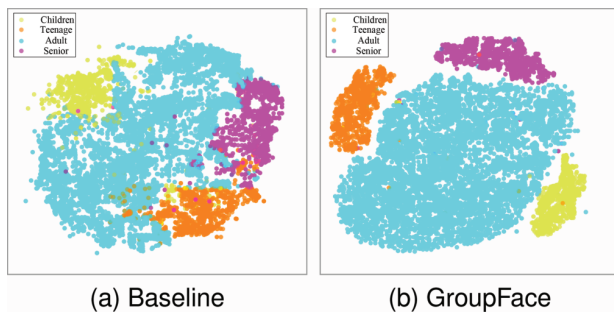 Children
Teenage
Adult
Senior
Children
Teenage
Adult
Senior
(a) Baseline
(b) GroupFace